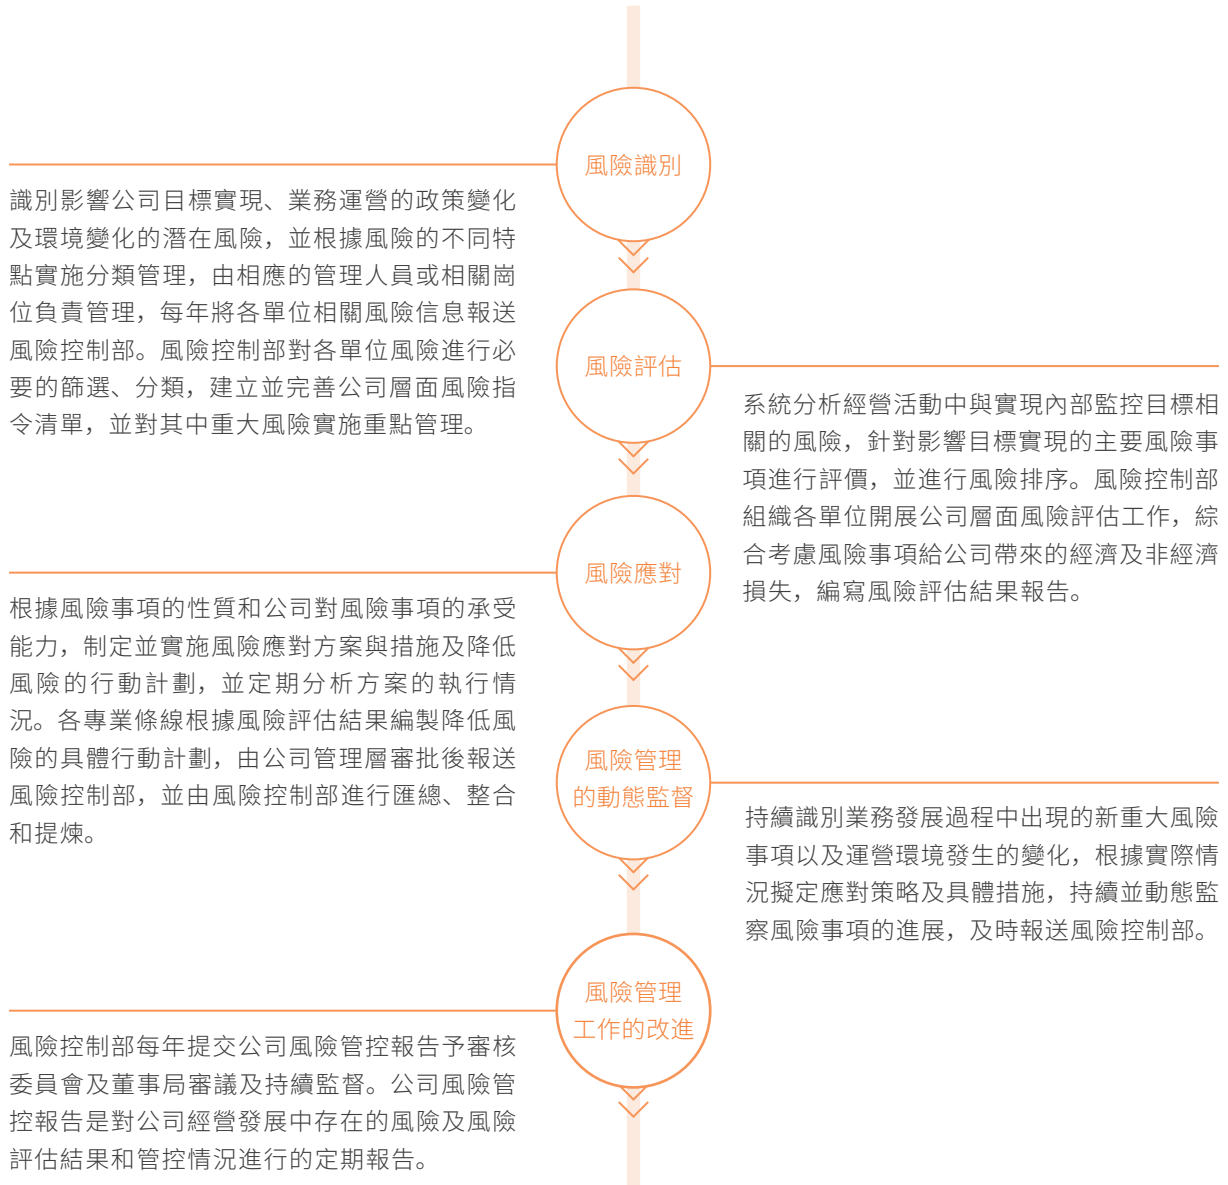 風險識別
識別影響公司目標實現、業務運營的政策變化
及環境變化的潛在風險，並根據風險的不同特
點實施分類管理，由相應的管理人員或相關崗
位負責管理，每年將各單位相關風險信息報送
風險控制部。風險控制部對各單位風險進行必
要的篩選、分類，建立並完善公司層面風險指
令清單，並對其中重大風險實施重點管理。
風險評估
系統分析經營活動中與實現內部監控目標相
關的風險，針對影響目標實現的主要風險事
項進行評價，並進行風險排序。風險控制部
組織各單位開展公司層面風險評估工作，綜
合考慮風險事項給公司帶來的經濟及非經濟
損失，編寫風險評估結果報告。
風險應對
根據風險事項的性質和公司對風險事項的承受
能力，制定並實施風險應對方案與措施及降低
風險的行動計劃，並定期分析方案的執行情
況。各專業條線根據風險評估結果編製降低風
險的具體行動計劃，由公司管理層審批後報送
風險控制部，並由風險控制部進行匯總、整合
和提煉。
風險管理
的動態監督
持續識別業務發展過程中出現的新重大風險
事項以及運營環境發生的變化，根據實際情
況擬定應對策略及具體措施，持續並動態監
察風險事項的進展，及時報送風險控制部。
風險管理
工作的改進
風險控制部每年提交公司風險管控報告予審核
委員會及董事局審議及持續監督。公司風險管
控報告是對公司經營發展中存在的風險及風險
評估結果和管控情況進行的定期報告。